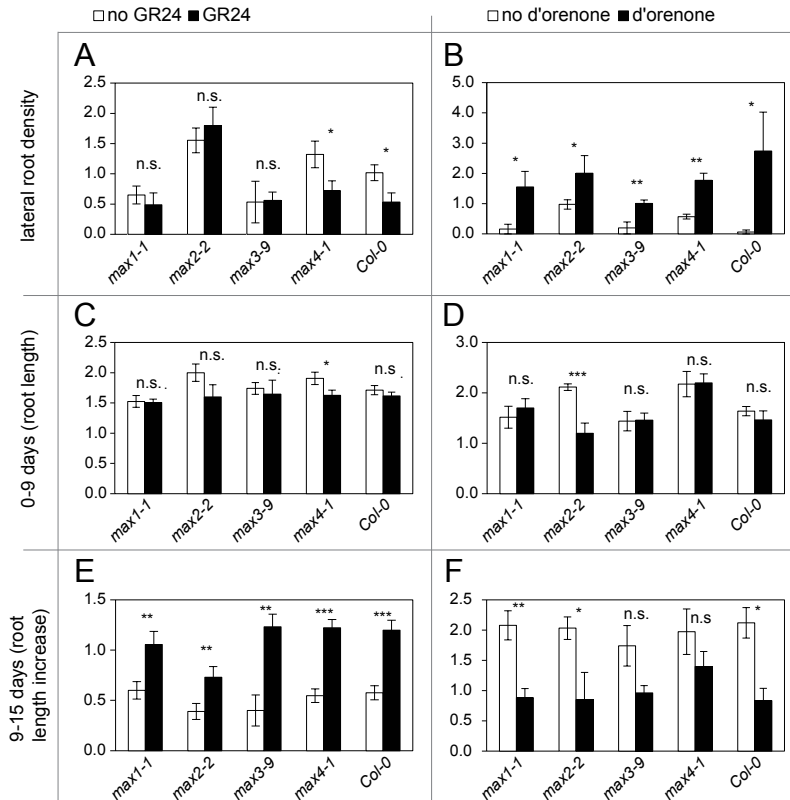 no GR24 GR24
no d'orenone d'orenone
lateral root density
A
2.5
2.0
1.5
1.0
0.5
0.0
n.s.
n.s.
n.s.
*
*
max1-1
max2-2
max3-9
max4-1
Col-0
B
5.0
4.0
3.0
2.0
1.0
0.0
*
*
**
**
*
max1-1
max2-2
max3-9
max4-1
Col-0
0-9 days (root length)
C
2.5
2.0
1.5
1.0
0.5
0.0
n.s.
n.s.
n.s.
*
n.s.
max1-1
max2-2
max3-9
max4-1
Col-0
D
3.0
2.0
1.0
0.0
n.s.
***
n.s.
n.s.
n.s.
max1-1
max2-2
max3-9
max4-1
Col-0
9-15 days (root
length increase)
E
1.5
1.0
0.5
0.0
**
**
**
***
***
max1-1
max2-2
max3-9
max4-1
Col-0
F
2.5
2.0
1.5
1.0
0.5
0.0
**
*
n.s.
n.s
*
max1-1
max2-2
max3-9
max4-1
Col-0